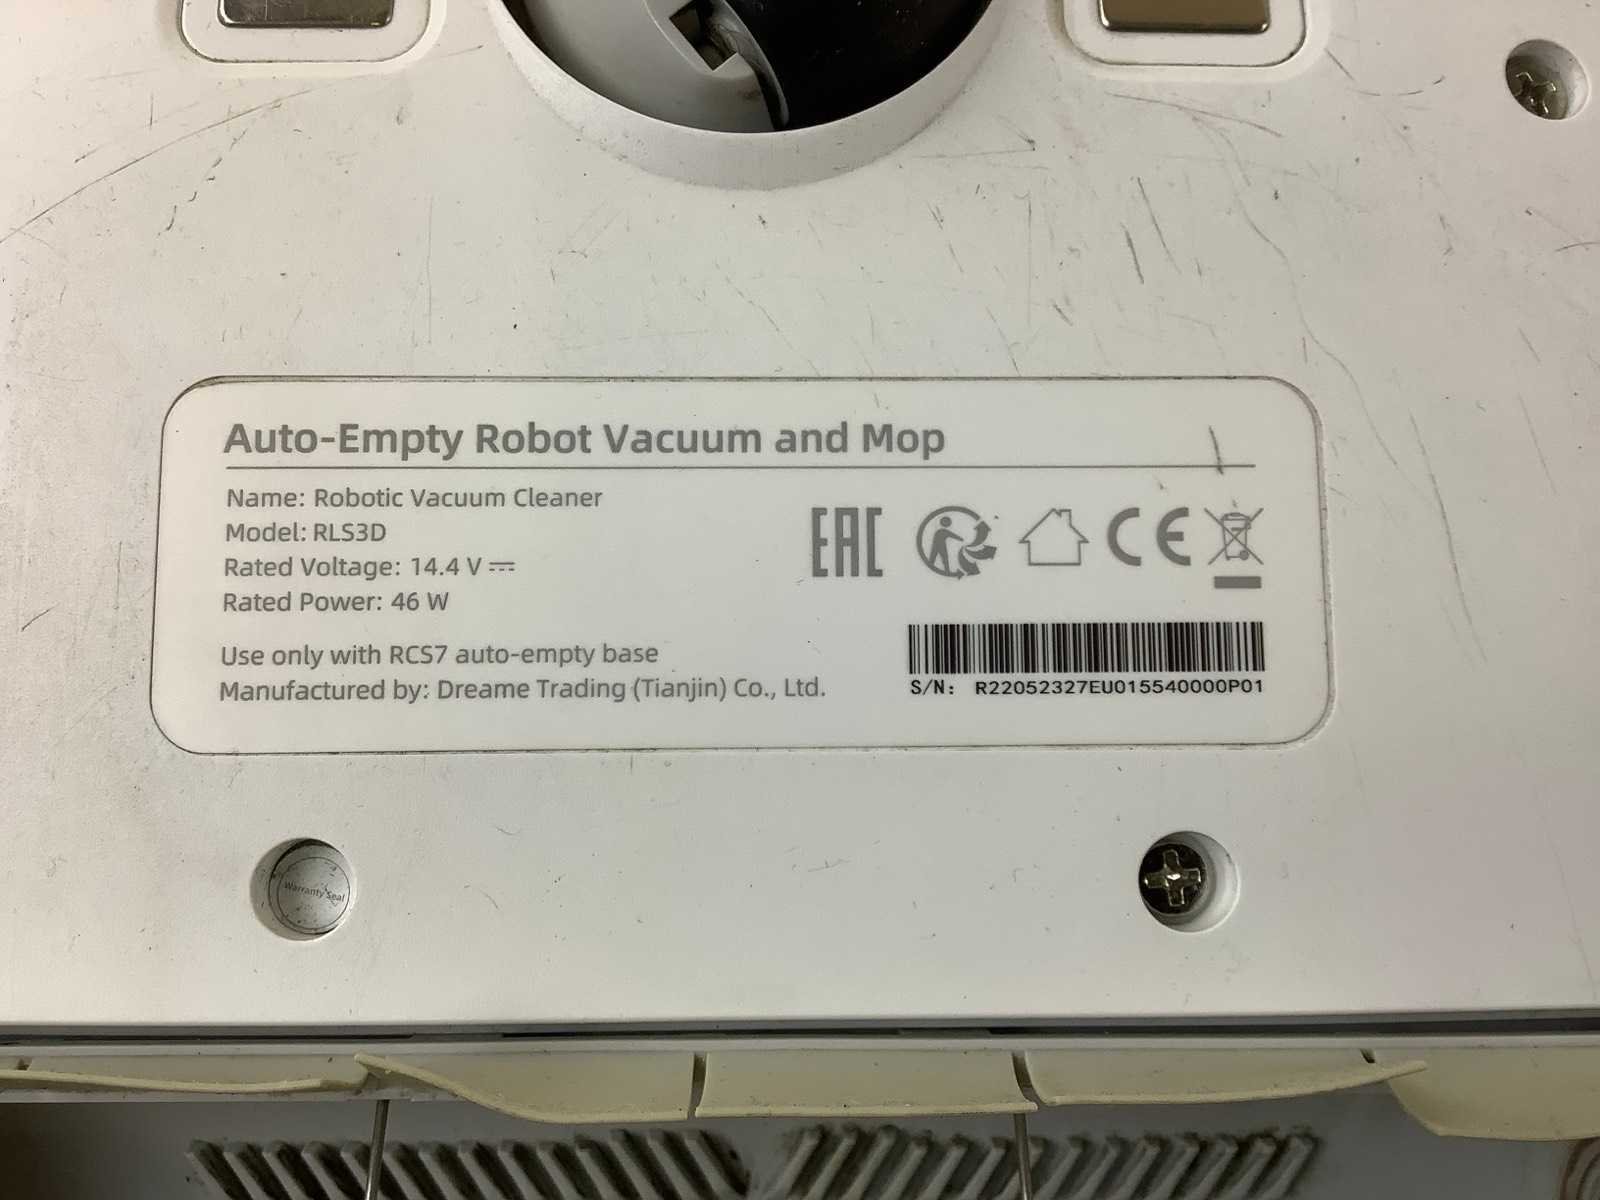 Auto-Empty Robot Vacuum and Mop
Name: Robotic Vacuum Cleaner
Model: RLS3D
Rated Voltage: 14.4 V ⎓
Rated Power: 46 W
Use only with RCS7 auto-empty base
Manufactured by: Dreame Trading (Tianjin) Co., Ltd.
EAC
CE
S/N: R22052327EU015540000P01
Warranty Seal